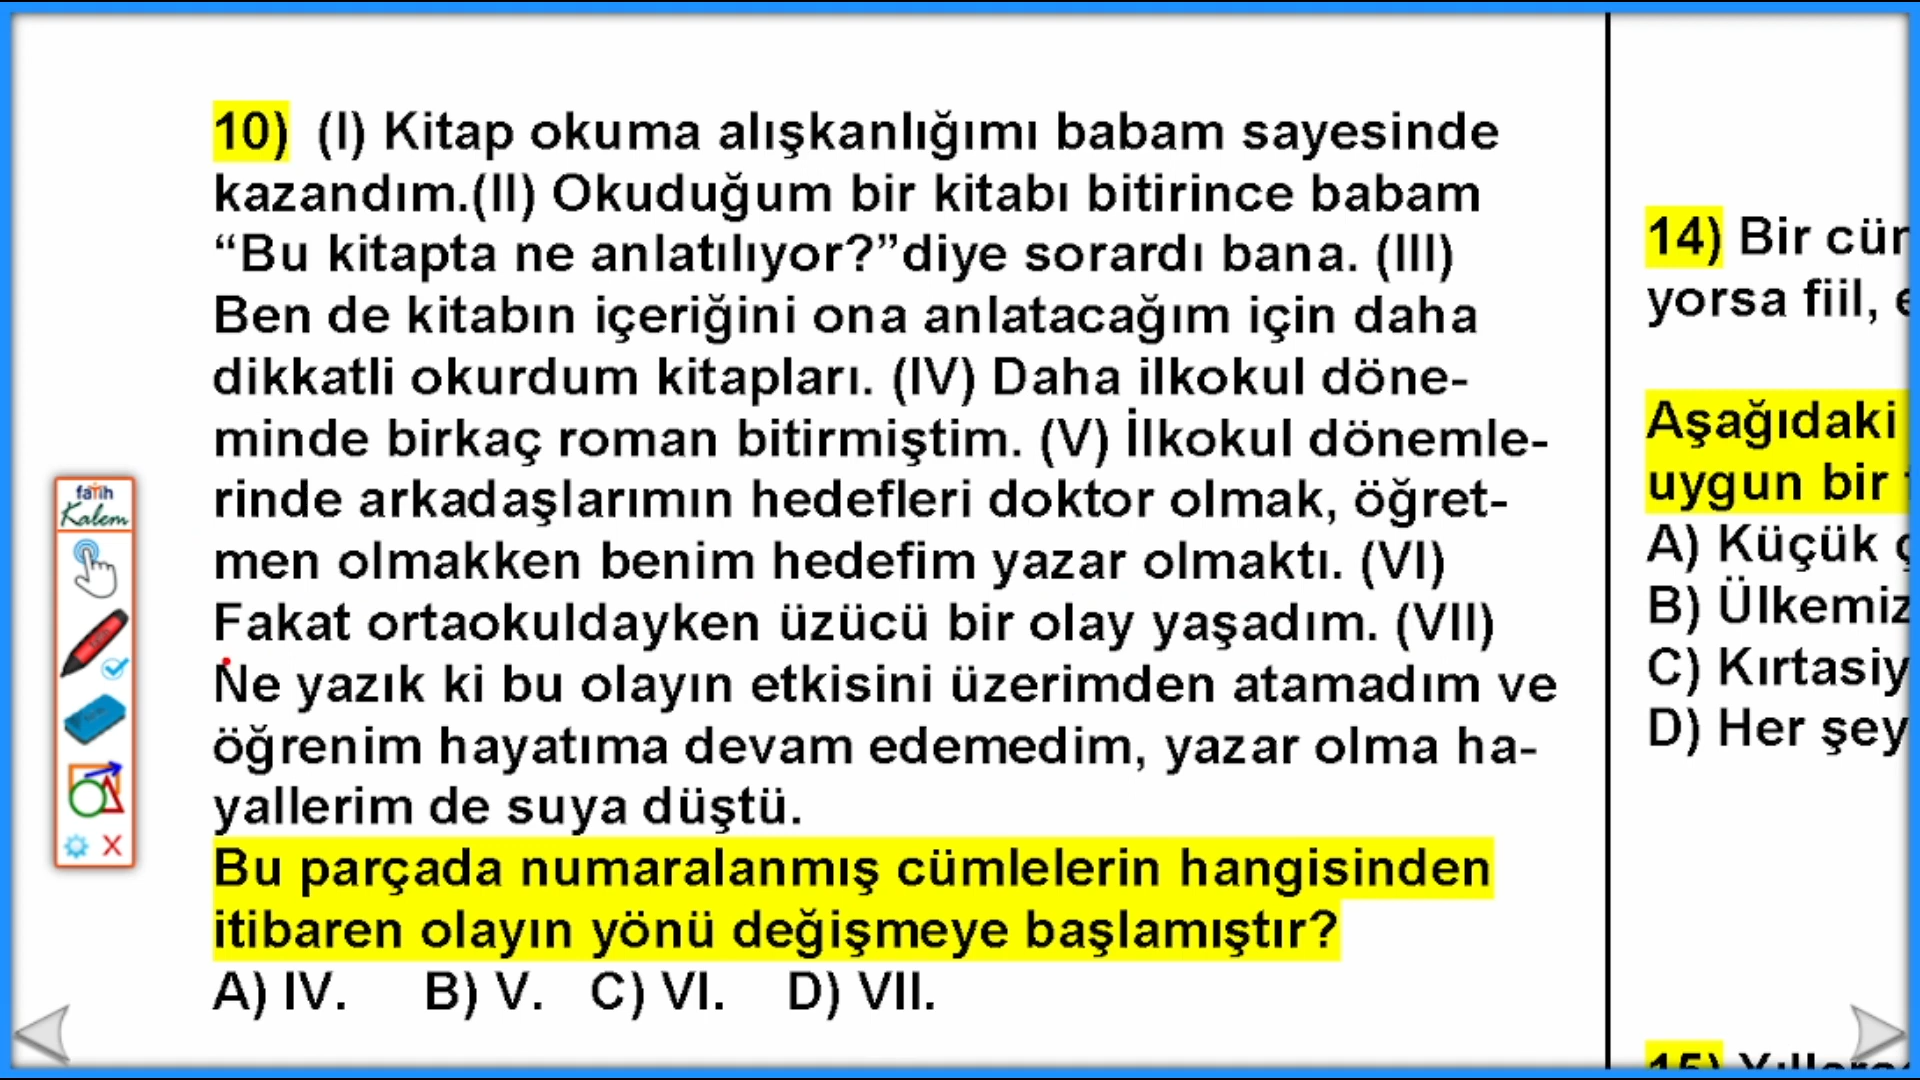 10) (I) Kitap okuma alışkanlığımı babam sayesinde
kazandım.(II) Okuduğum bir kitabı bitirince babam
“Bu kitapta ne anlatılıyor?”diye sorardı bana. (III)
Ben de kitabın içeriğini ona anlatacağım için daha
dikkatli okurdum kitapları. (IV) Daha ilkokul döne-
minde birkaç roman bitirmiştim. (V) İlkokul dönemle-
rinde arkadaşlarımın hedefleri doktor olmak, öğret-
men olmakken benim hedefim yazar olmaktı. (VI)
Fakat ortaokuldayken üzücü bir olay yaşadım. (VII)
Ne yazık ki bu olayın etkisini üzerimden atamadım ve
öğrenim hayatıma devam edemedim, yazar olma ha-
yallerim de suya düştü.
Bu parçada numaralanmış cümlelerin hangisinden
itibaren olayın yönü değişmeye başlamıştır?
A) IV. B) V. C) VI. D) VII.
14) Bir cüm
yorsa fiil,
Aşağıdaki
uygun bir
A) Küçük
B) Ülkemiz
C) Kırtasiy
D) Her şey
15)
fatih
Kalem